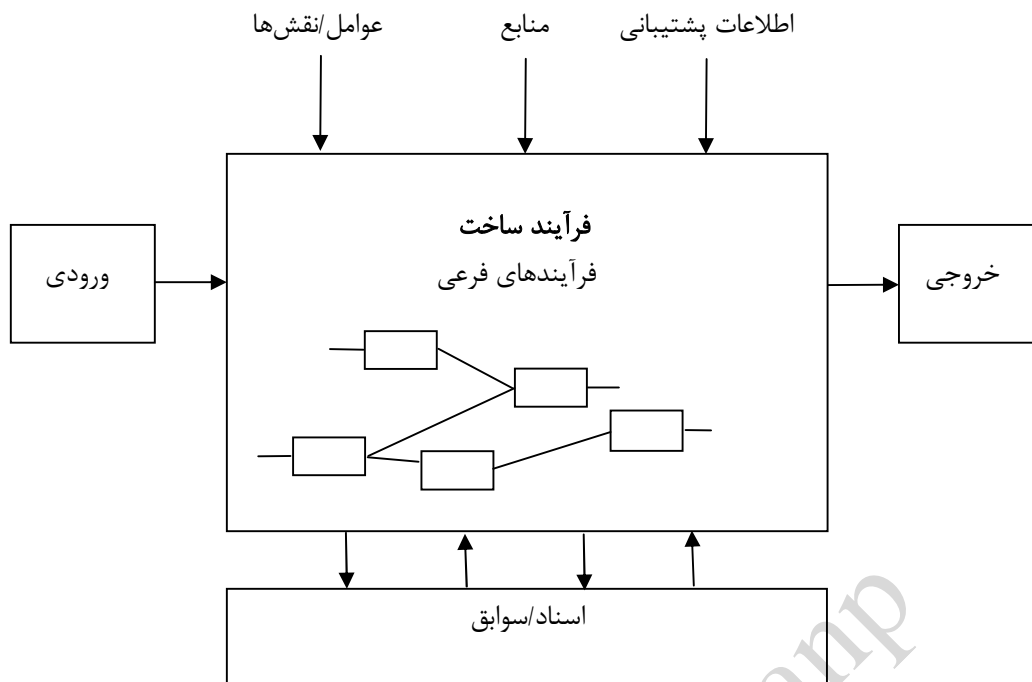 عوامل/نقش‌ها
منابع
اطلاعات پشتیبانی
فرآیند ساخت
فرآیندهای فرعی
ورودی
خروجی
اسناد/سوابق